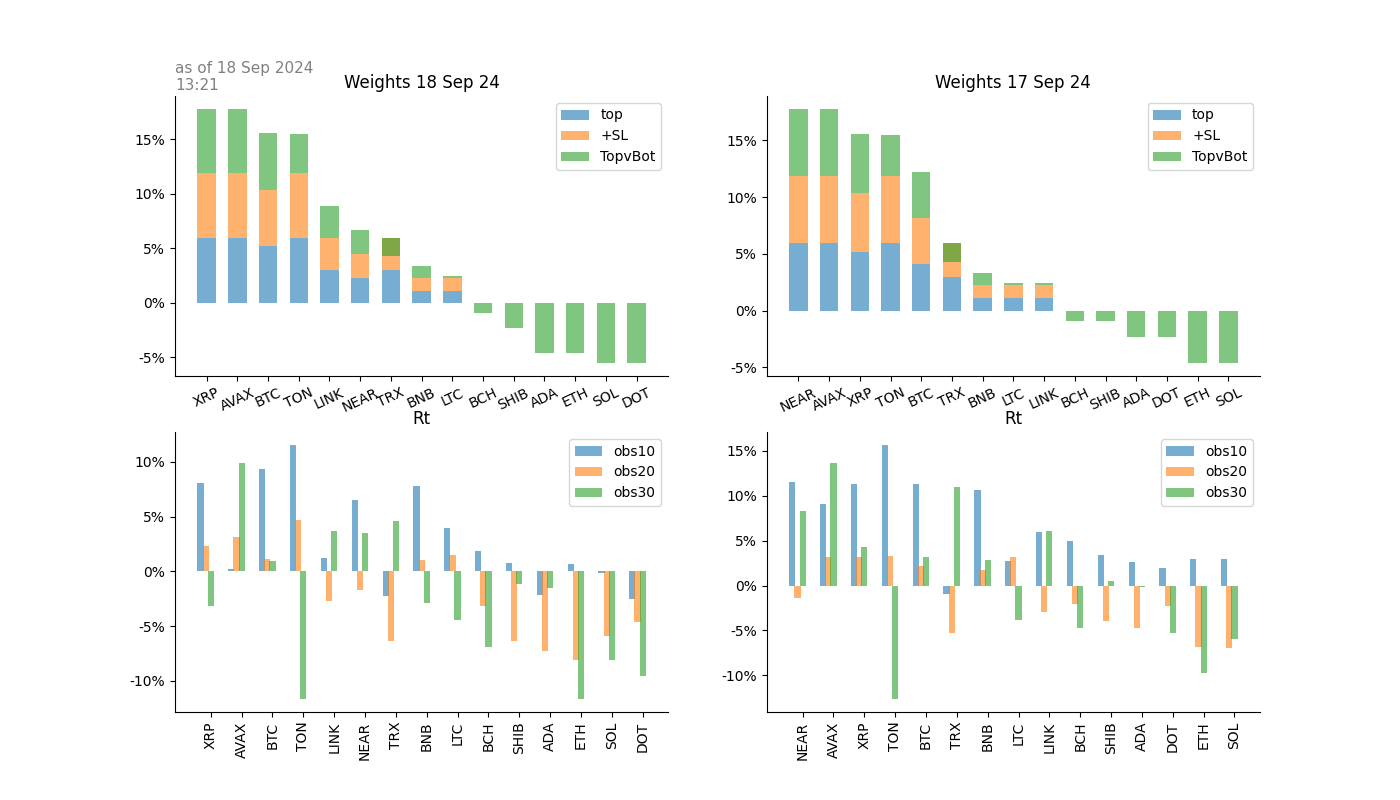 as of 18 Sep 2024
13:21
Weights 18 Sep 24
top
+SL
TopvBot
15%
10%
5%
0%
-5%
XRP AVAX BTC TON LINK NEAR TRX BNB LTC BCH SHIB ADA ETH SOL DOT
Weights 17 Sep 24
top
+SL
TopvBot
15%
10%
5%
0%
-5%
NEAR AVAX XRP TON BTC TRX BNB LTC LINK BCH SHIB ADA DOT ETH SOL
Rt
obs10
obs20
obs30
10%
5%
0%
-5%
-10%
XRP AVAX BTC TON LINK NEAR TRX BNB LTC BCH SHIB ADA ETH SOL DOT
Rt
obs10
obs20
obs30
15%
10%
5%
0%
-5%
-10%
NEAR AVAX XRP TON BTC TRX BNB LTC LINK BCH SHIB ADA DOT ETH SOL